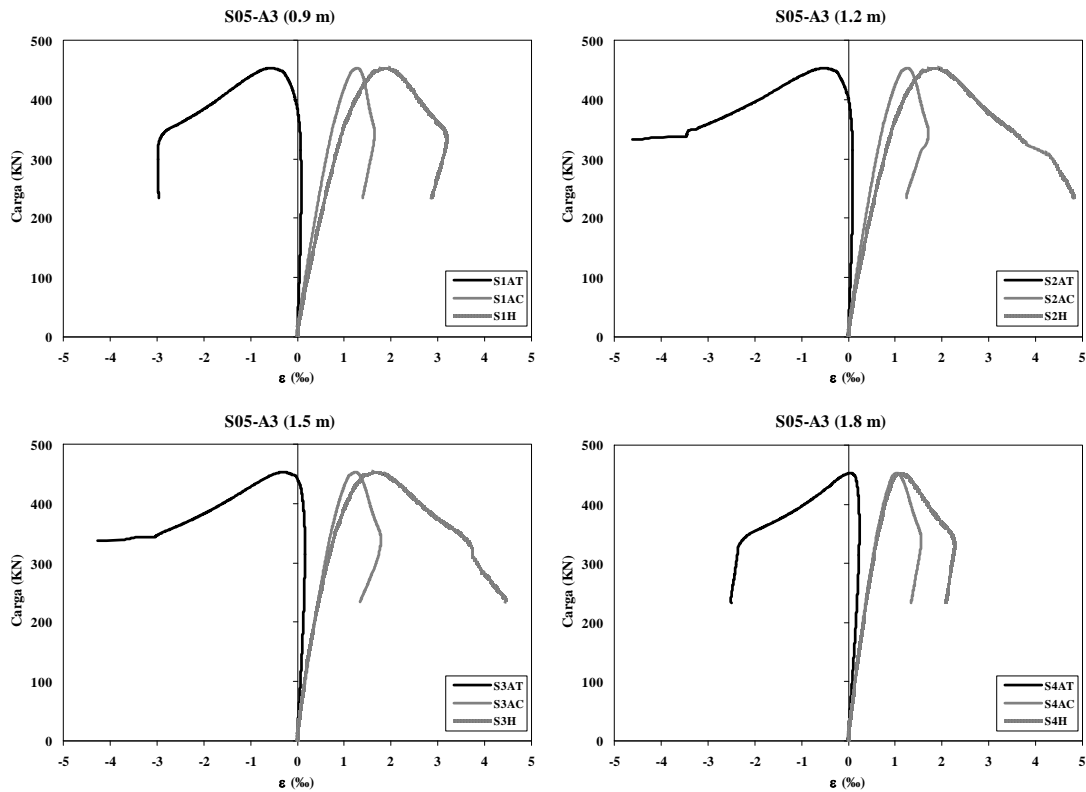 S05-A3 (0.9 m)
500
400
300
200
100
0
Carga (KN)
-5 -4 -3 -2 -1 0 1 2 3 4 5
ε (‰)
S1AT
S1AC
S1H
S05-A3 (1.2 m)
500
400
300
200
100
0
Carga (KN)
-5 -4 -3 -2 -1 0 1 2 3 4 5
ε (‰)
S2AT
S2AC
S2H
S05-A3 (1.5 m)
500
400
300
200
100
0
Carga (KN)
-5 -4 -3 -2 -1 0 1 2 3 4 5
ε (‰)
S3AT
S3AC
S3H
S05-A3 (1.8 m)
500
400
300
200
100
0
Carga (KN)
-5 -4 -3 -2 -1 0 1 2 3 4 5
ε (‰)
S4AT
S4AC
S4H